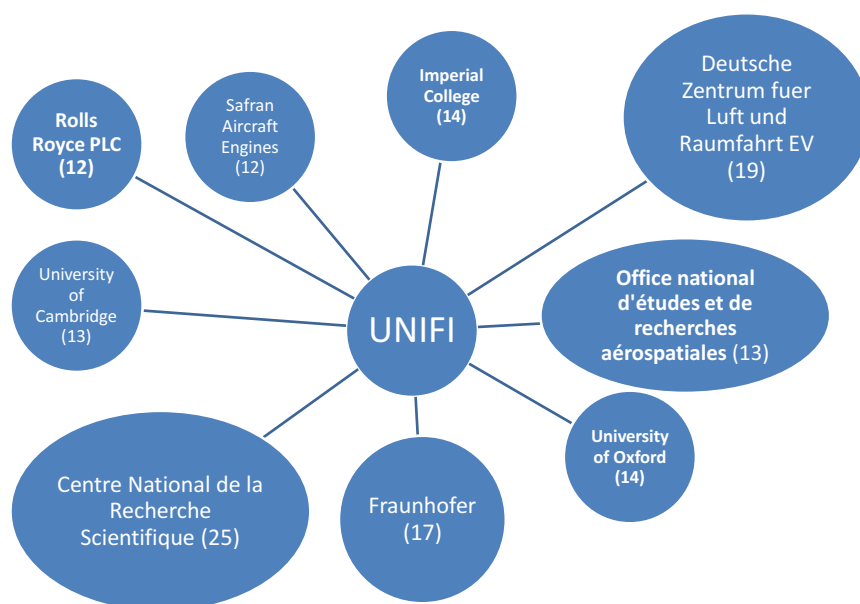 Rolls
Royce PLC
(12)
Safran
Aircraft
Engines
(12)
Imperial
College
(14)
Deutsche
Zentrum fuer
Luft und
Raumfahrt EV
(19)
University
of
Cambridge
(13)
UNIFI
Office national
d'études et de
recherches
aérospatiales (13)
Centre National de la
Recherche
Scientifique (25)
Fraunhofer
(17)
University
of Oxford
(14)